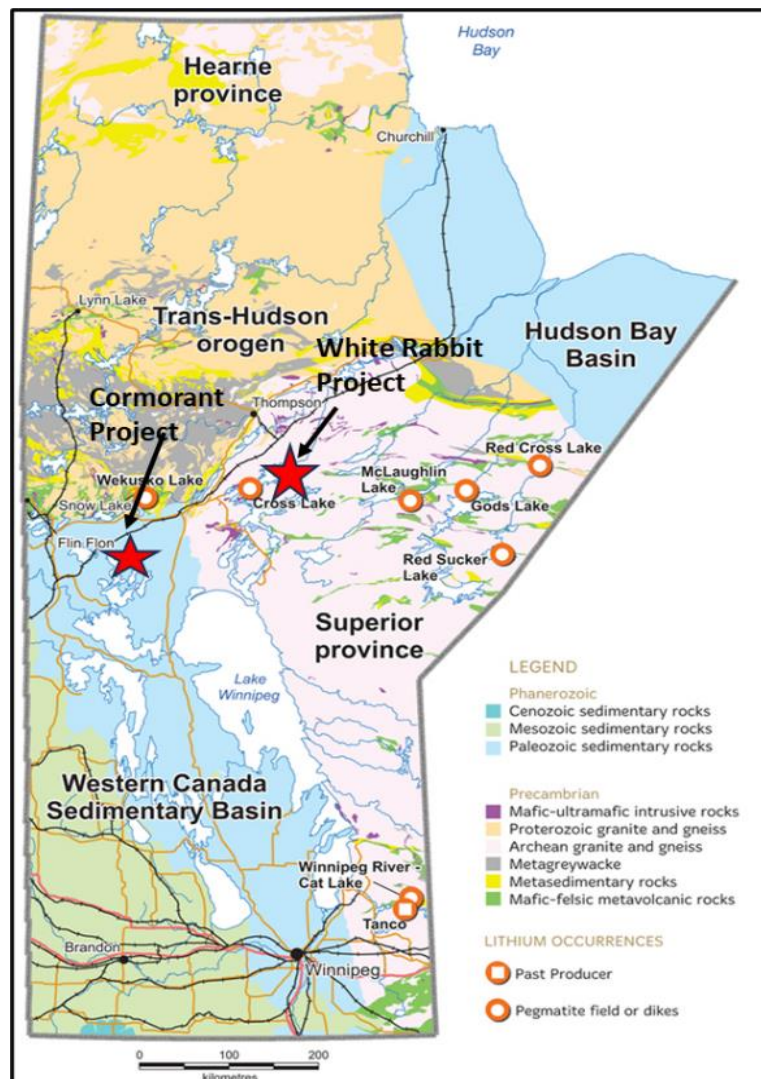 Hudson
Bay
Hearne
province
Churchill
Lynn Lake
Trans-Hudson
orogen
White Rabbit
Project
Hudson Bay
Basin
Cormorant
Project
Thompson
Wekusko Lake
Snow Lake
Cross Lake
McLaughlin
Lake
Red Cross Lake
Gods Lake
Flin Flon
Red Sucker
Lake
Superior
province
Lake
Winnipeg
Western Canada
Sedimentary Basin
Winnipeg River -
Cat Lake
Tanco
Brandon
Winnipeg
LEGEND
Phanerozoic
Cenozoic sedimentary rocks
Mesozoic sedimentary rocks
Paleozoic sedimentary rocks
Precambrian
Mafic-ultramafic intrusive rocks
Proterozoic granite and gneiss
Archean granite and gneiss
Metagreywacke
Metasedimentary rocks
Mafic-felsic metavolcanic rocks
LITHIUM OCCURRENCES
Past Producer
Pegmatite field or dikes
0 100 200
kilometres